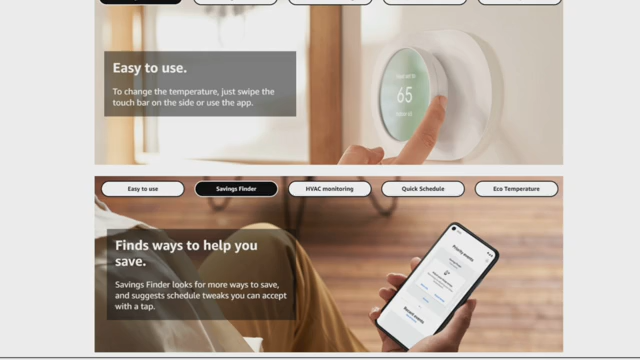 Easy to use.
To change the temperature, just swipe the
touch bar on the side or use the app.
65
Easy to use
Savings Finder
HVAC monitoring
Quick Schedule
Eco Temperature
Finds ways to help you
save.
Savings Finder looks for more ways to save,
and suggests schedule tweaks you can accept
with a tap.